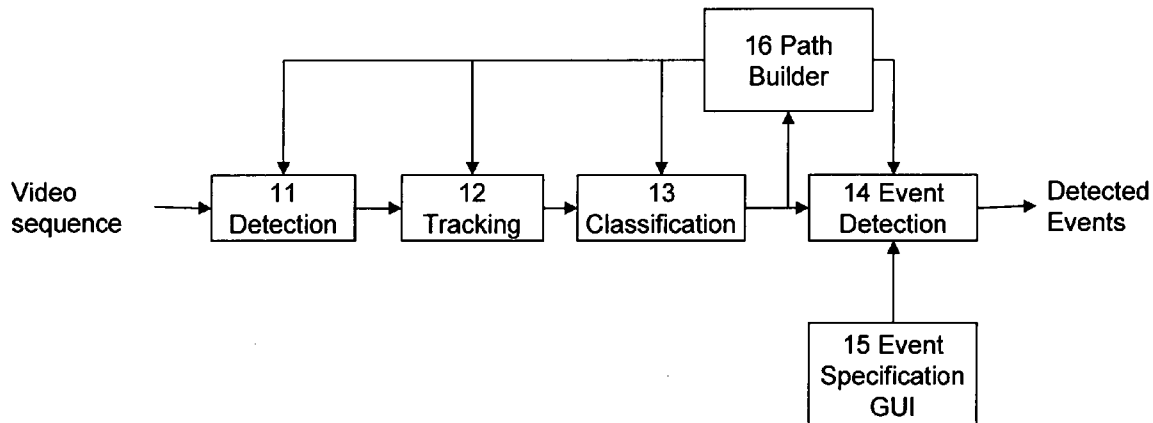 16 Path
Builder
Video
sequence
11
Detection
12
Tracking
13
Classification
14 Event
Detection
Detected
Events
15 Event
Specification
GUI